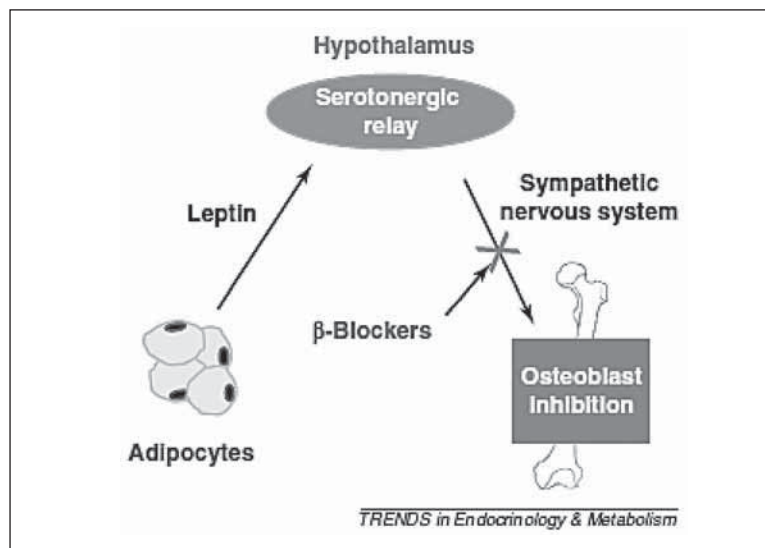 Hypothalamus
Serotonergic
relay
Leptin
Sympathetic
nervous system
β-Blockers
Osteoblast
inhibition
Adipocytes
TRENDS in Endocrinology & Metabolism